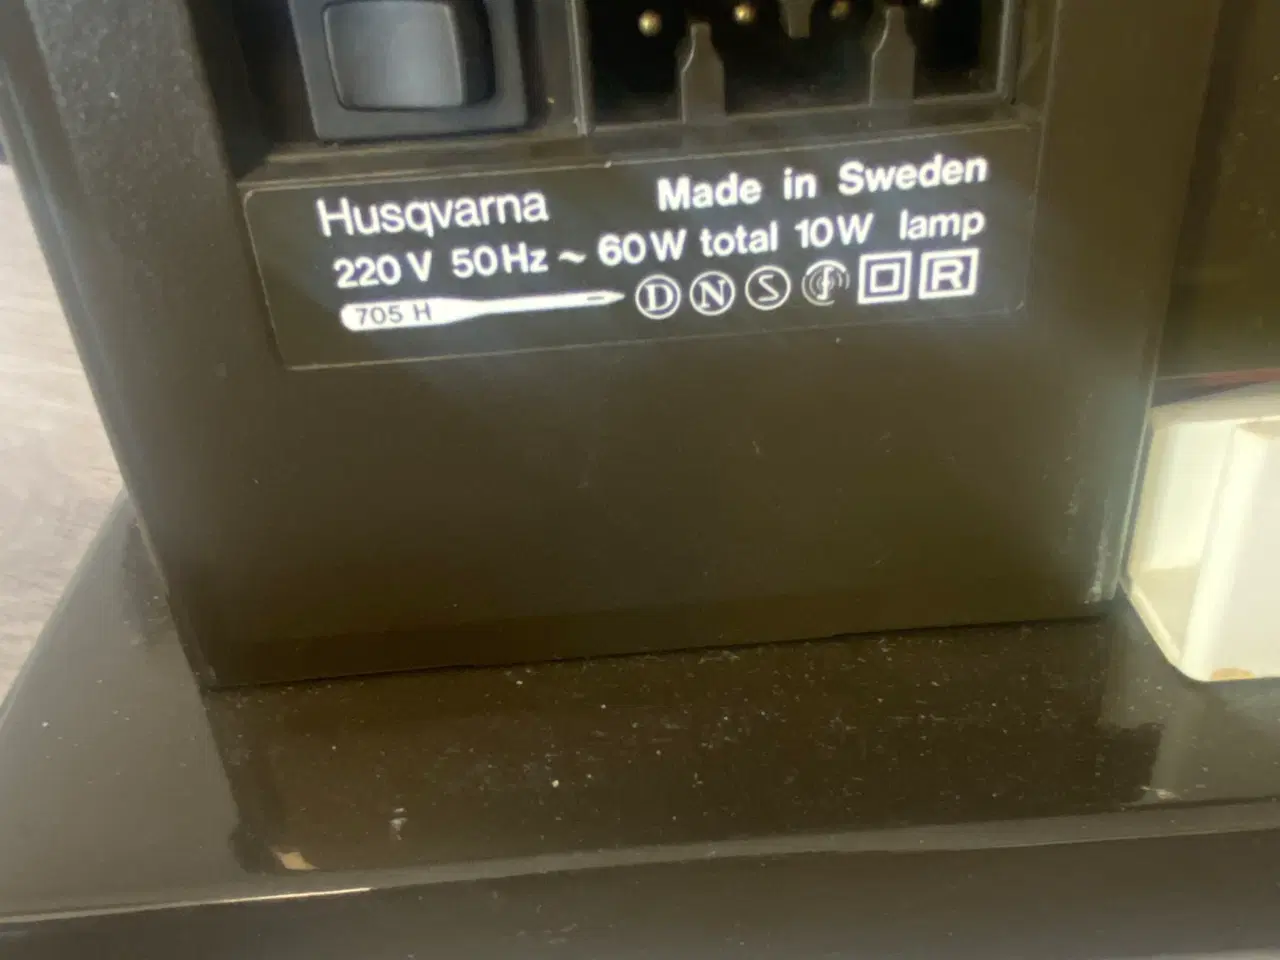 Husqvarna Made in Sweden
220 V 50 Hz ~ 60 W total 10 W lamp
705 H D N S R